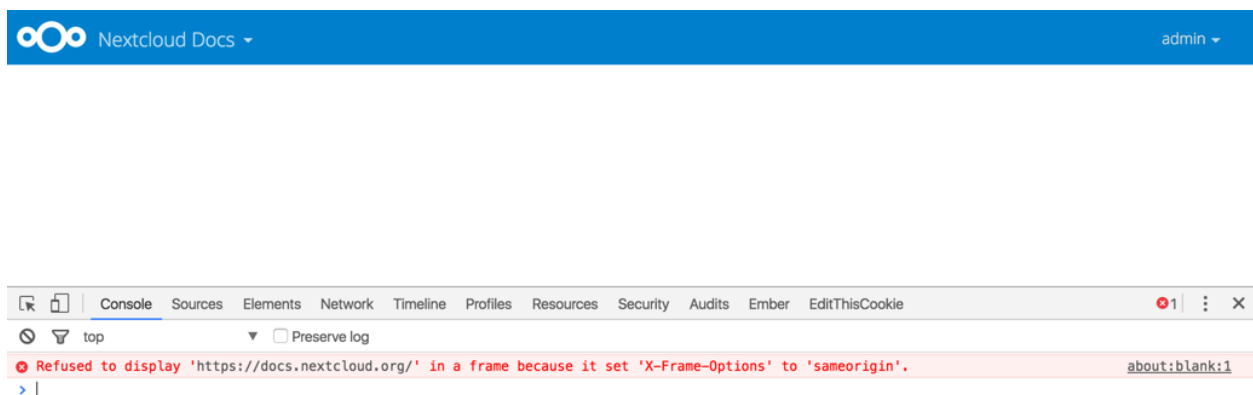 Nextcloud Docs admin
Console Sources Elements Network Timeline Profiles Resources Security Audits Ember EditThisCookie 1
top Preserve log
Refused to display 'https://docs.nextcloud.org/' in a frame because it set 'X-Frame-Options' to 'sameorigin'. about:blank:1